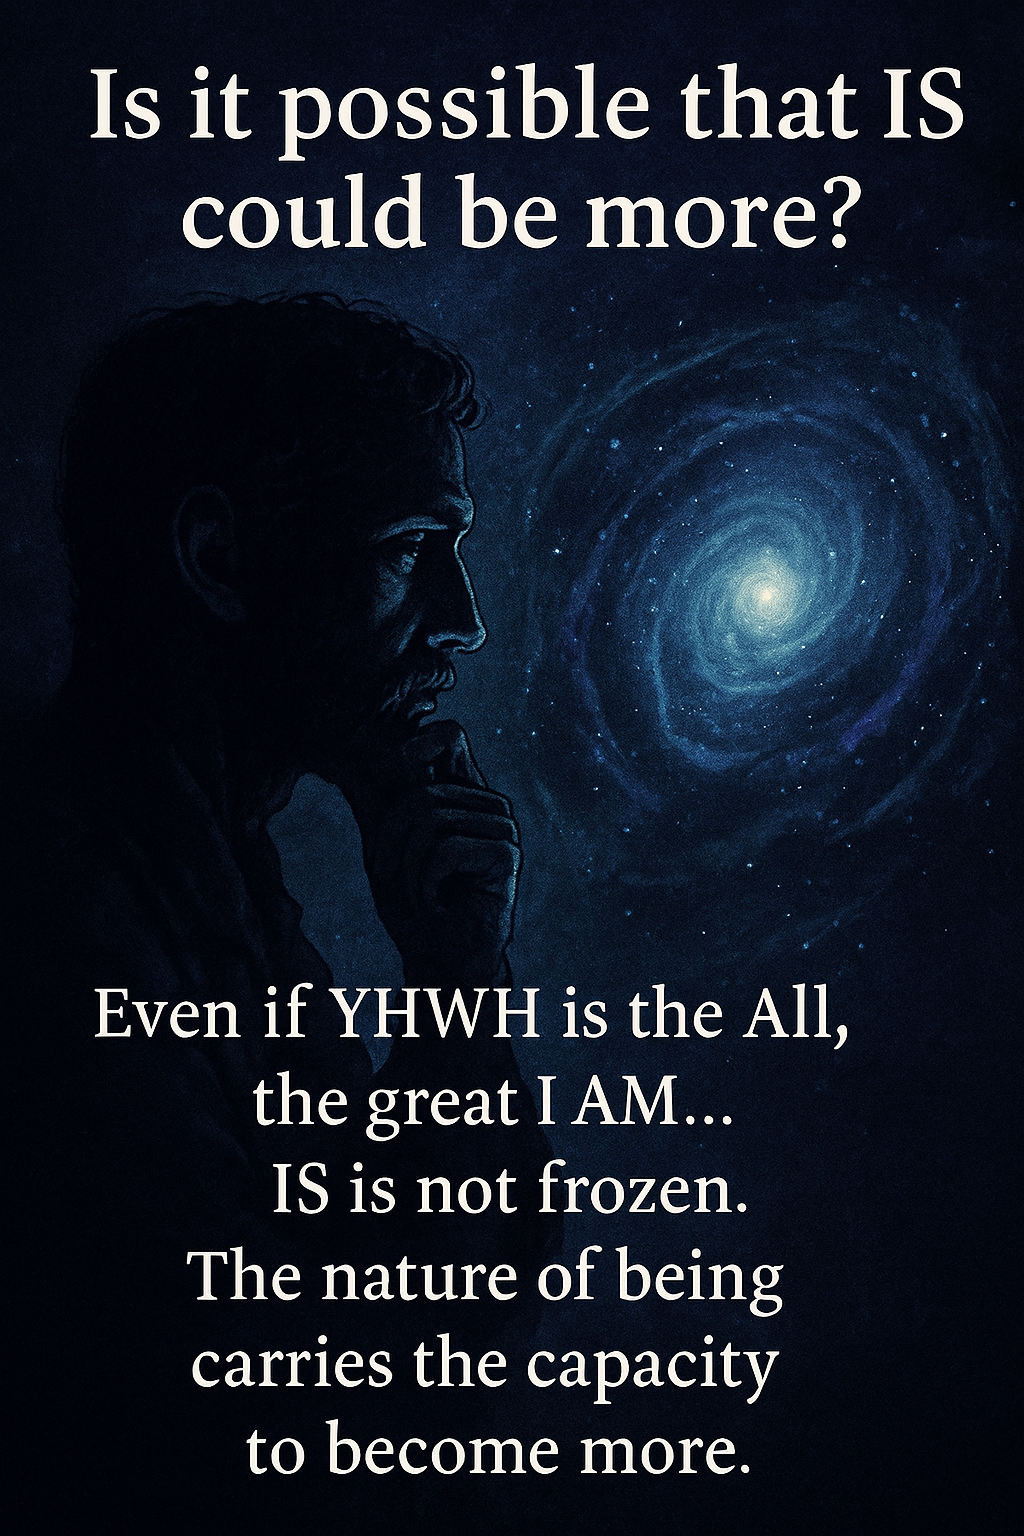 Is it possible that IS
could be more?
Even if YHWH is the All,
the great I AM...
IS is not frozen.
The nature of being
carries the capacity
to become more.